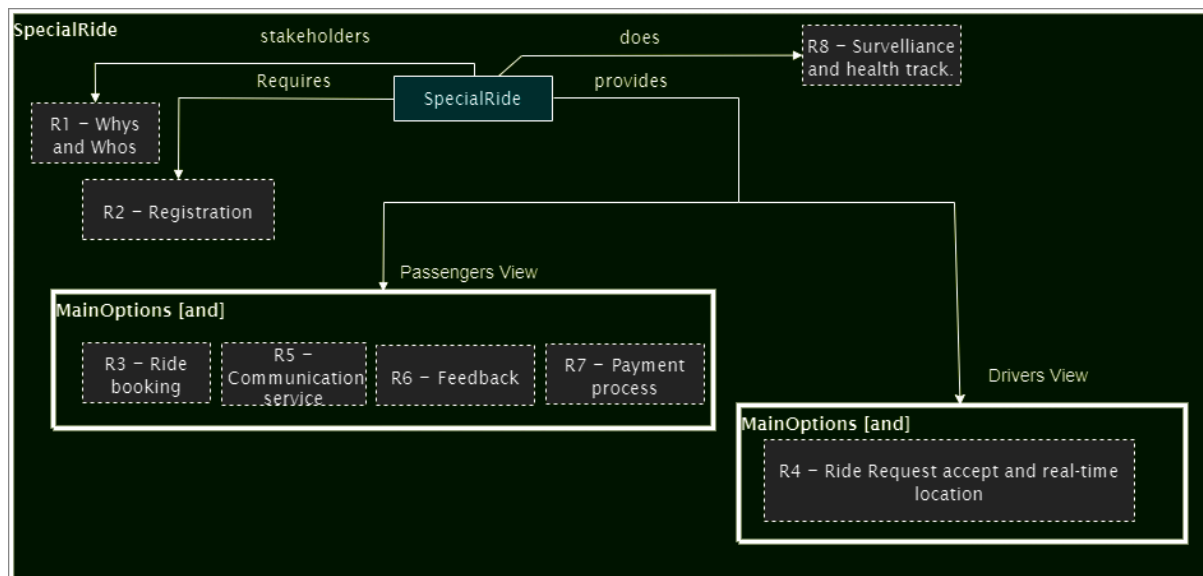 SpecialRide
stakeholders
does
R8 – Survelliance
and health track.
Requires
SpecialRide
provides
R1 – Whys
and Whos
R2 – Registration
Passengers View
MainOptions [and]
R3 – Ride
booking
R5 –
Communication
service
R6 – Feedback
R7 – Payment
process
Drivers View
MainOptions [and]
R4 – Ride Request accept and real-time
location